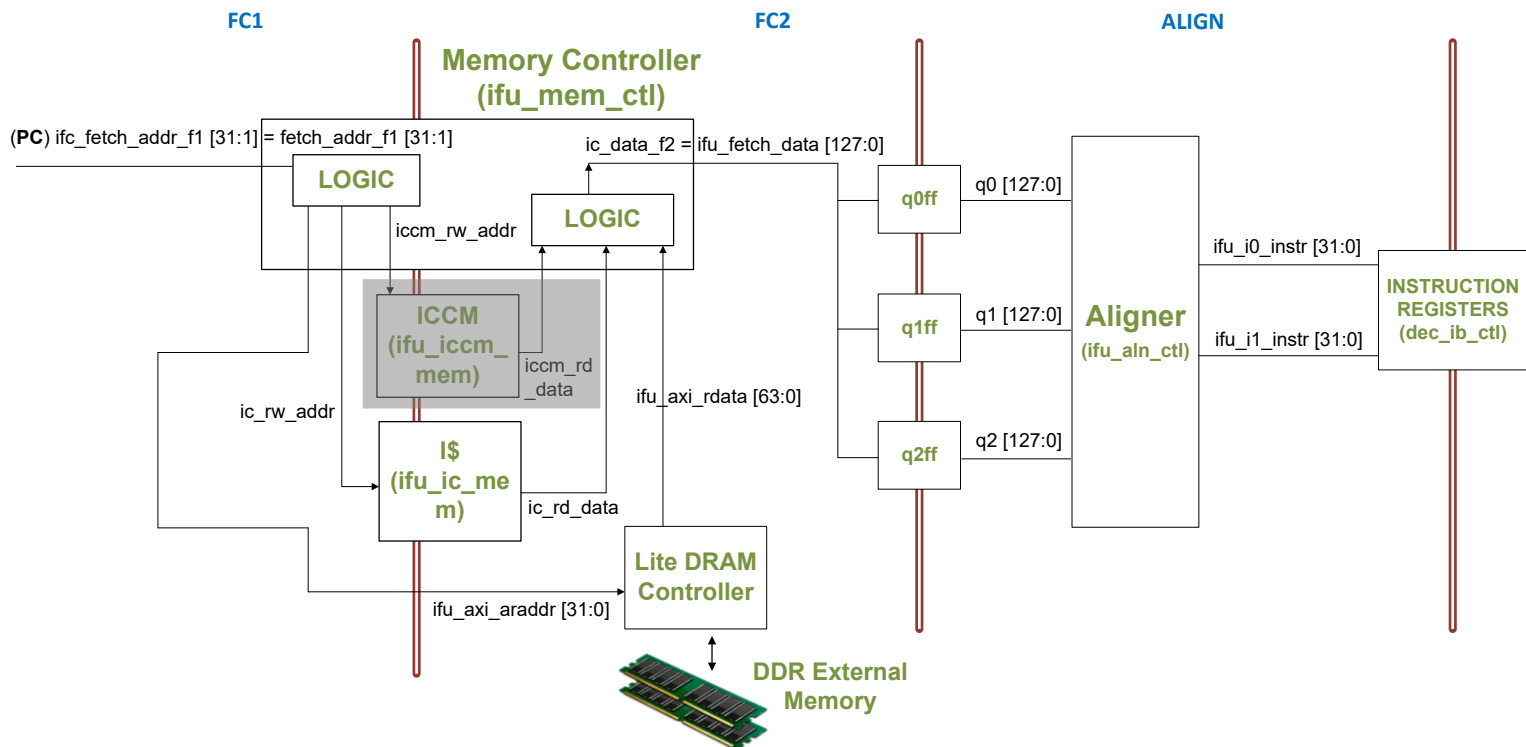 FC1
FC2
ALIGN
Memory Controller
(ifu_mem_ctl)
(PC) ifc_fetch_addr_f1 [31:1] = fetch_addr_f1 [31:1]
ic_data_f2 = ifu_fetch_data [127:0]
LOGIC
LOGIC
iccm_rw_addr
q0ff
q0 [127:0]
ifu_i0_instr [31:0]
ICCM
(ifu_iccm_
mem)
iccm_rd
_data
q1ff
q1 [127:0]
Aligner
(ifu_aln_ctl)
ifu_i1_instr [31:0]
INSTRUCTION
REGISTERS
(dec_ib_ctl)
ic_rw_addr
ifu_axi_rdata [63:0]
I$
(ifu_ic_me
m)
ic_rd_data
q2ff
q2 [127:0]
Lite DRAM
Controller
ifu_axi_araddr [31:0]
DDR External
Memory